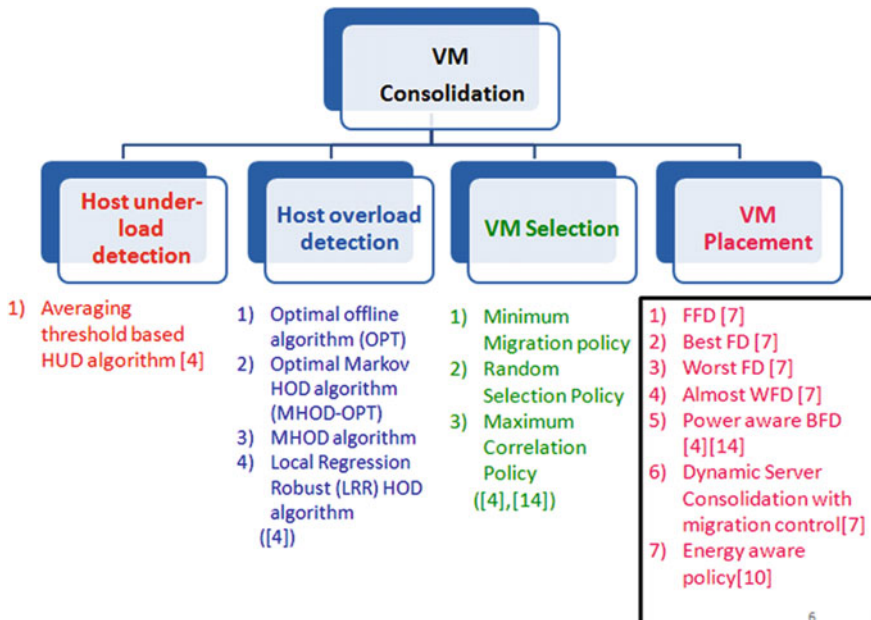 VM
Consolidation
Host under-
load
detection
Host overload
detection
VM Selection
VM
Placement
1) Averaging
threshold based
HUD algorithm [4]
1) Optimal offline
algorithm (OPT)
2) Optimal Markov
HOD algorithm
(MHOD-OPT)
3) MHOD algorithm
4) Local Regression
Robust (LRR) HOD
algorithm
([4])
1) Minimum
Migration policy
2) Random
Selection Policy
3) Maximum
Correlation
Policy
([4],[14])
1) FFD [7]
2) Best FD [7]
3) Worst FD [7]
4) Almost WFD [7]
5) Power aware BFD
[4][14]
6) Dynamic Server
Consolidation with
migration control[7]
7) Energy aware
policy[10]
6